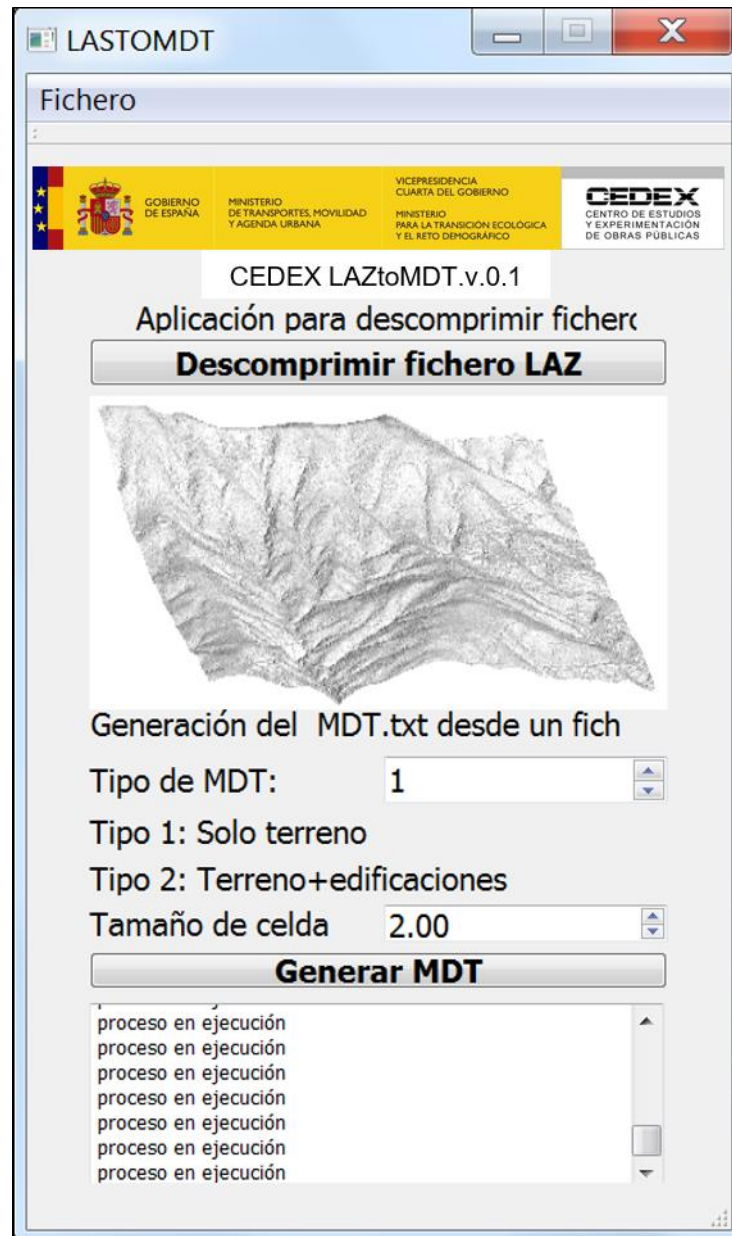 LASTOMDT
Fichero
GOBIERNO
DE ESPAÑA
MINISTERIO
DE TRANSPORTES, MOVILIDAD
Y AGENDA URBANA
VICEPRESIDENCIA
CUARTA DEL GOBIERNO
MINISTERIO
PARA LA TRANSICIÓN ECOLÓGICA
Y EL RETO DEMOGRÁFICO
CEDEX
CENTRO DE ESTUDIOS
Y EXPERIMENTACIÓN
DE OBRAS PÚBLICAS
CEDEX LAZtoMDT.v.0.1
Aplicación para descomprimir fichero
Descomprimir fichero LAZ
Generación del MDT.txt desde un fich
Tipo de MDT: 1
Tipo 1: Solo terreno
Tipo 2: Terreno+edificaciones
Tamaño de celda 2.00
Generar MDT
proceso en ejecución
proceso en ejecución
proceso en ejecución
proceso en ejecución
proceso en ejecución
proceso en ejecución
proceso en ejecución